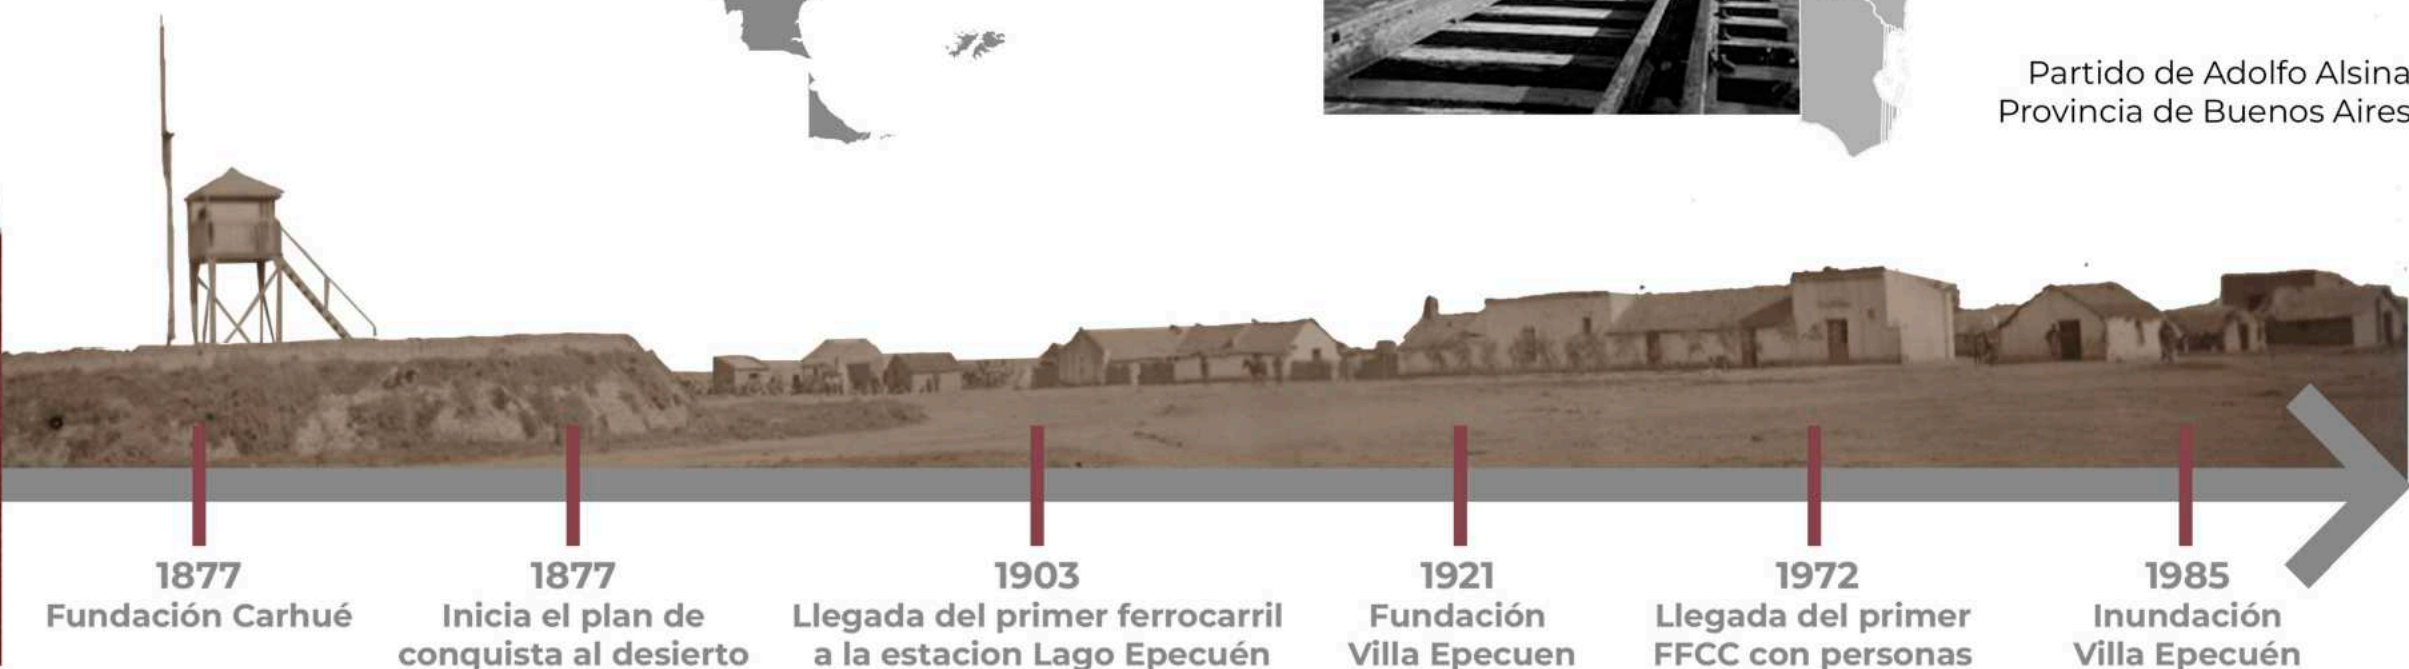 Partido de Adolfo Alsina
Provincia de Buenos Aires
1877
Fundación Carhué
1877
Inicia el plan de
conquista al desierto
1903
Llegada del primer ferrocarril
a la estacion Lago Epecuén
1921
Fundación
Villa Epecuen
1972
Llegada del primer
FFCC con personas
1985
Inundación
Villa Epecuén